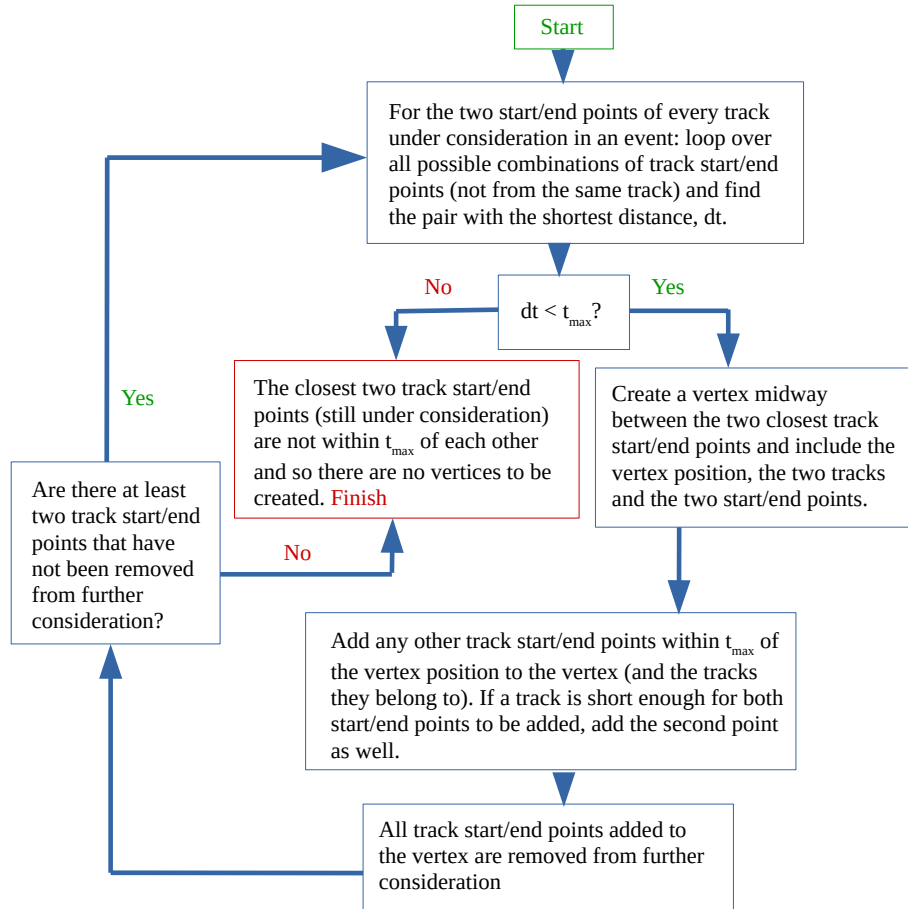 Start
For the two start/end points of every track
under consideration in an event: loop over
all possible combinations of track start/end
points (not from the same track) and find
the pair with the shortest distance, dt.
No
dt < tmax?
Yes
The closest two track start/end
points (still under consideration)
are not within tmax of each other
and so there are no vertices to be
created. Finish
Create a vertex midway
between the two closest track
start/end points and include the
vertex position, the two tracks
and the two start/end points.
Yes
Are there at least
two track start/end
points that have
not been removed
from further
consideration?
No
Add any other track start/end points within tmax of
the vertex position to the vertex (and the tracks
they belong to). If a track is short enough for both
start/end points to be added, add the second point
as well.
All track start/end points added to
the vertex are removed from further
consideration